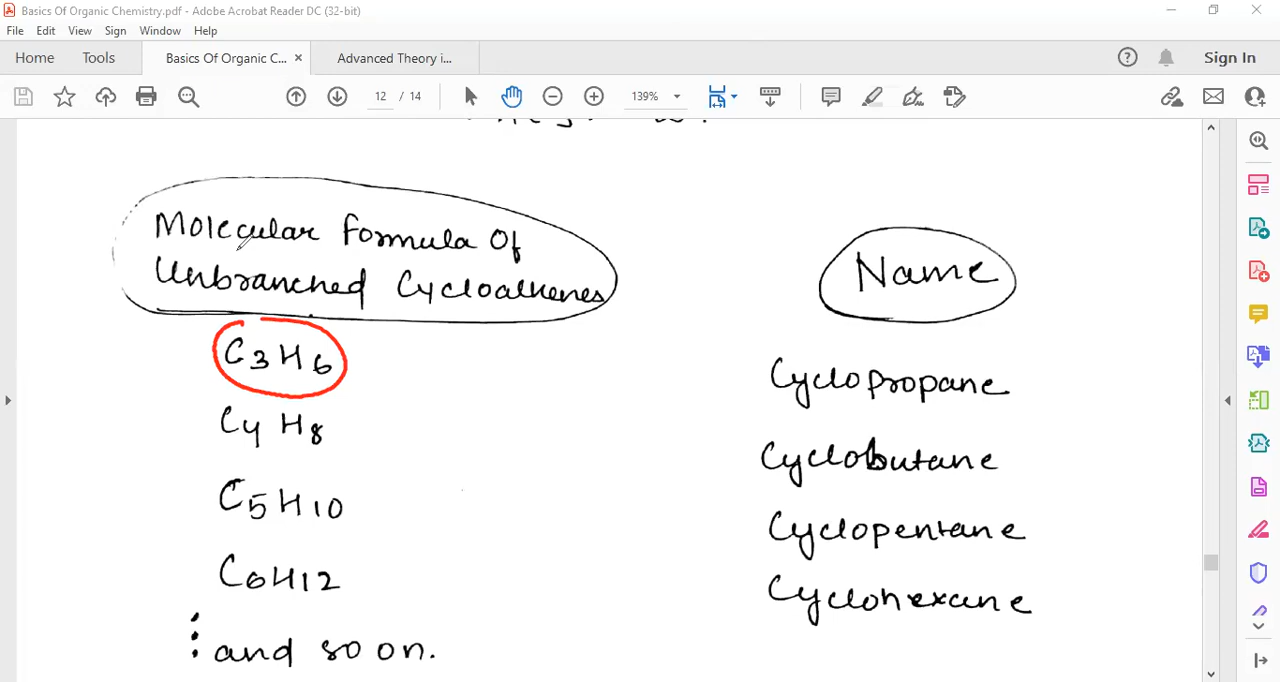 Basics Of Organic Chemistry.pdf - Adobe Acrobat Reader DC (32-bit)
File Edit View Sign Window Help
Home Tools Basics Of Organic C... × Advanced Theory i... Sign In
12 / 14 139%
Molecular Formula Of Name
Unbranched Cycloalkenes
C3H6 Cyclopropane
C4H8 Cyclobutane
C5H10 Cyclopentane
C6H12 Cyclohexane
: and so on.